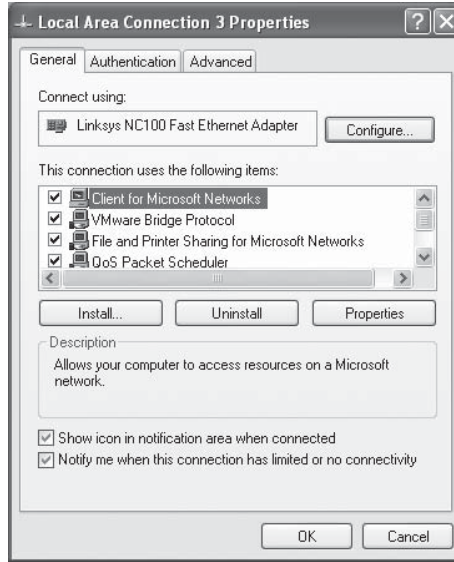 Local Area Connection 3 Properties
General Authentication Advanced
Connect using:
Linksys NC100 Fast Ethernet Adapter
Configure...
This connection uses the following items:
Client for Microsoft Networks
VMware Bridge Protocol
File and Printer Sharing for Microsoft Networks
QoS Packet Scheduler
Install... Uninstall Properties
Description
Allows your computer to access resources on a Microsoft
network.
Show icon in notification area when connected
Notify me when this connection has limited or no connectivity
OK Cancel